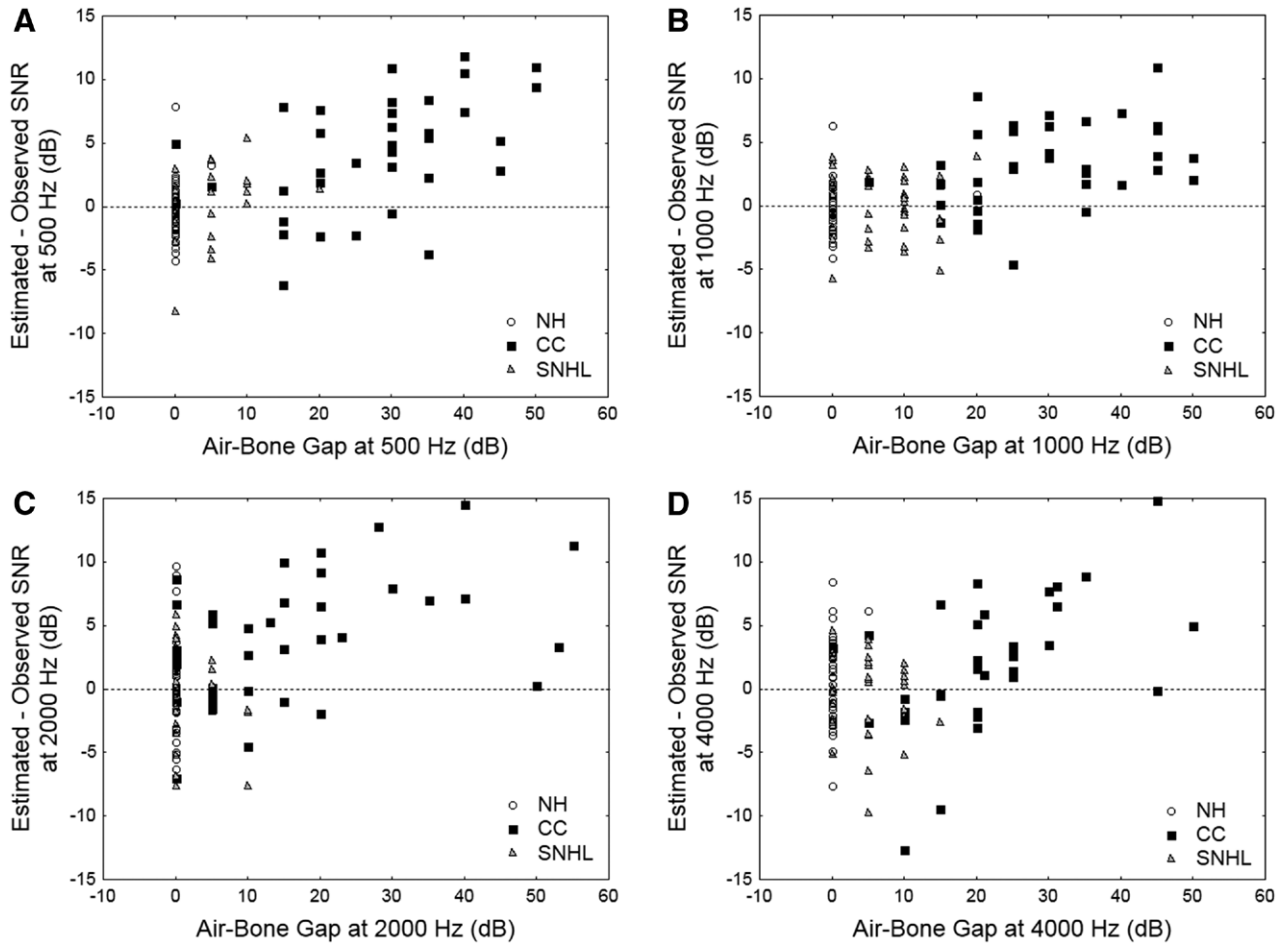 A
Estimated - Observed SNR
at 500 Hz (dB)
15
10
5
0
-5
-10
-15
-10 0 10 20 30 40 50 60
Air-Bone Gap at 500 Hz (dB)
NH
CC
SNHL
B
Estimated - Observed SNR
at 1000 Hz (dB)
15
10
5
0
-5
-10
-15
-10 0 10 20 30 40 50 60
Air-Bone Gap at 1000 Hz (dB)
NH
CC
SNHL
C
Estimated - Observed SNR
at 2000 Hz (dB)
15
10
5
0
-5
-10
-15
-10 0 10 20 30 40 50 60
Air-Bone Gap at 2000 Hz (dB)
NH
CC
SNHL
D
Estimated - Observed SNR
at 4000 Hz (dB)
15
10
5
0
-5
-10
-15
-10 0 10 20 30 40 50 60
Air-Bone Gap at 4000 Hz (dB)
NH
CC
SNHL